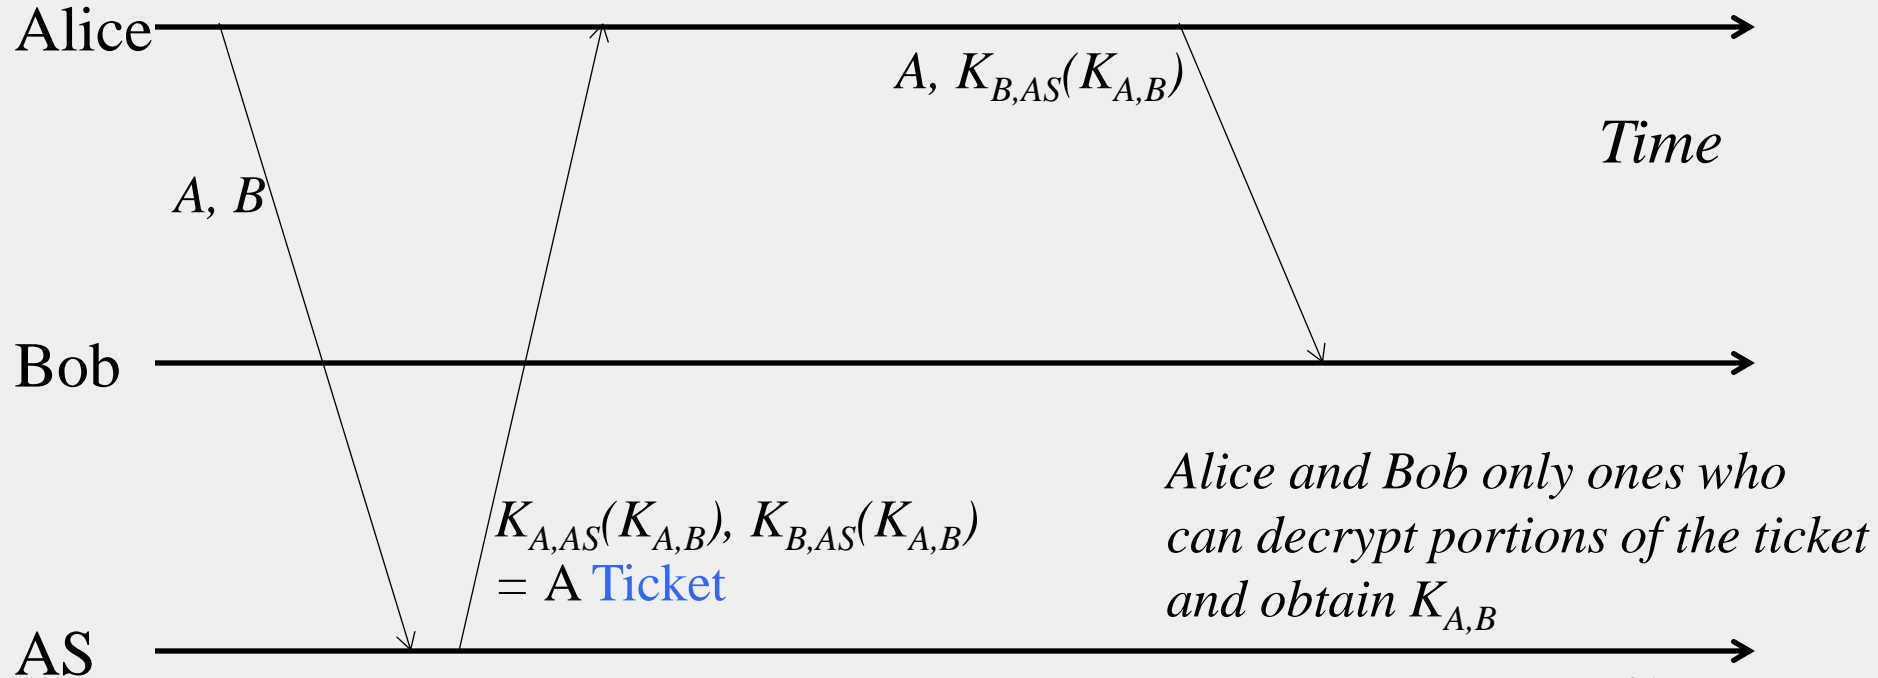 Alice
A, K_{B,AS}(K_{A,B})
Time
A, B
Bob
Alice and Bob only ones who
can decrypt portions of the ticket
and obtain K_{A,B}
K_{A,AS}(K_{A,B}), K_{B,AS}(K_{A,B})
= A Ticket
AS